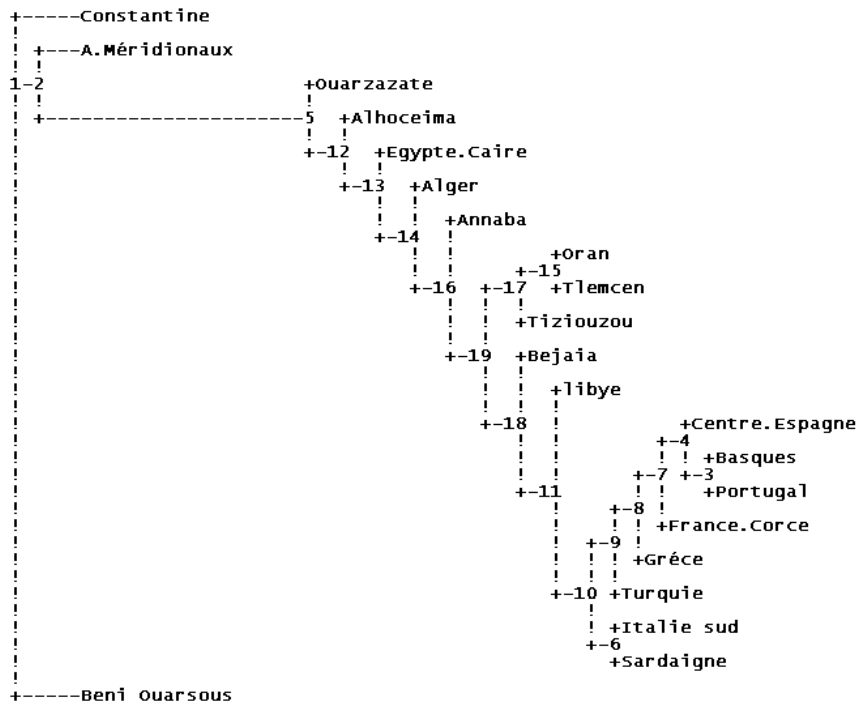 +-----Constantine
! +---A.Méridionaux
1-2 +Ouarzazate
+-----------------------5 +Alhoceima
+-12 +Egypte.Caire
+-13 +Alger
+-14 +Annaba
+Oran
+-15
+-16 +-17 +Tlemcen
+Tiziouzou
+-19 +Bejaia
+libye
+-18 +Centre.Espagne
+-4
+Basques
+-7 +-3
+-11 +Portugal
+-8
+France.Corce
+-9
+Gréce
+-10 +Turquie
+Italie sud
+-6
+Sardaigne
+-----Beni Ouarsous